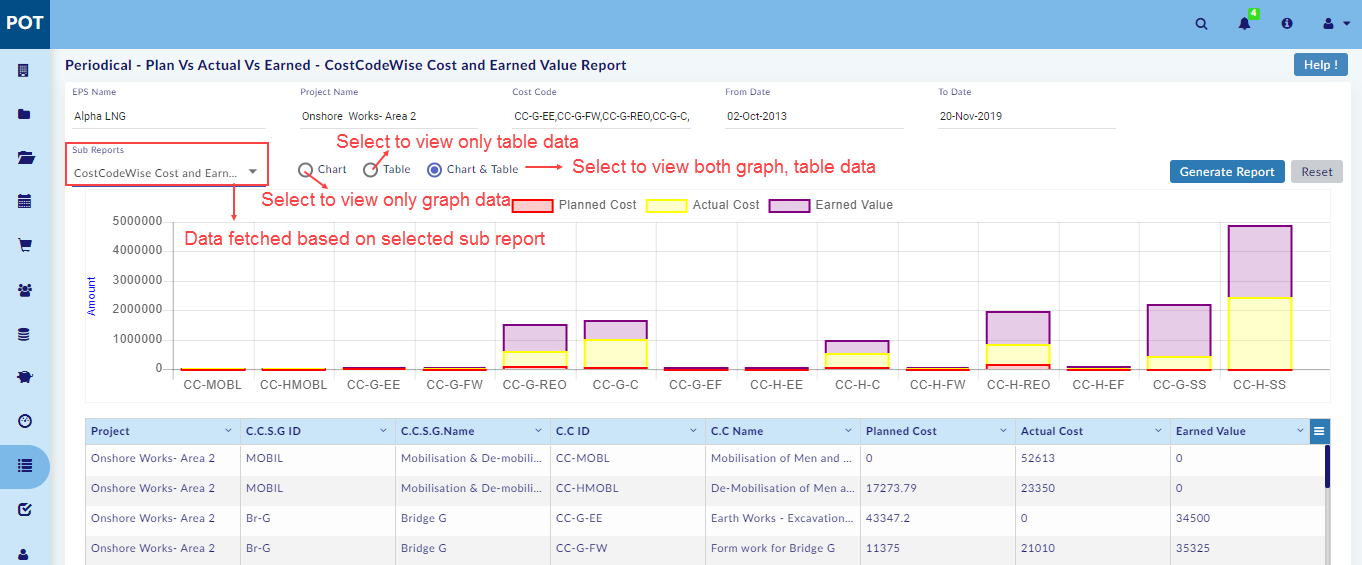 POT
4
Periodical - Plan Vs Actual Vs Earned - CostCodeWise Cost and Earned Value Report
Help !
EPS Name Project Name Cost Code From Date To Date
Alpha LNG Onshore Works- Area 2 CC-G-EE,CC-G-FW,CC-G-REO,CC-G-C, 02-Oct-2013 20-Nov-2019
Select to view only table data
Sub Reports
CostCodeWise Cost and Earn...
Chart Table Chart & Table
Select to view both graph, table data
Generate Report Reset
Select to view only graph data
Planned Cost Actual Cost Earned Value
Data fetched based on selected sub report
Amount
5000000
4000000
3000000
2000000
1000000
0
CC-MOBL CC-HMOBL CC-G-EE CC-G-FW CC-G-REO CC-G-C CC-G-EF CC-H-EE CC-H-C CC-H-FW CC-H-REO CC-H-EF CC-G-SS CC-H-SS
Project C.C.S.G ID C.C.S.G.Name C.C ID C.C Name Planned Cost Actual Cost Earned Value
Onshore Works- Area 2 MOBIL Mobilisation & De-mobili... CC-MOBL Mobilisation of Men and ... 0 52613 0
Onshore Works- Area 2 MOBIL Mobilisation & De-mobili... CC-HMOBL De-Mobilisation of Men a... 17273.79 23350 0
Onshore Works- Area 2 Br-G Bridge G CC-G-EE Earth Works - Excavation... 43347.2 0 34500
Onshore Works- Area 2 Br-G Bridge G CC-G-FW Form work for Bridge G 11375 21010 35325